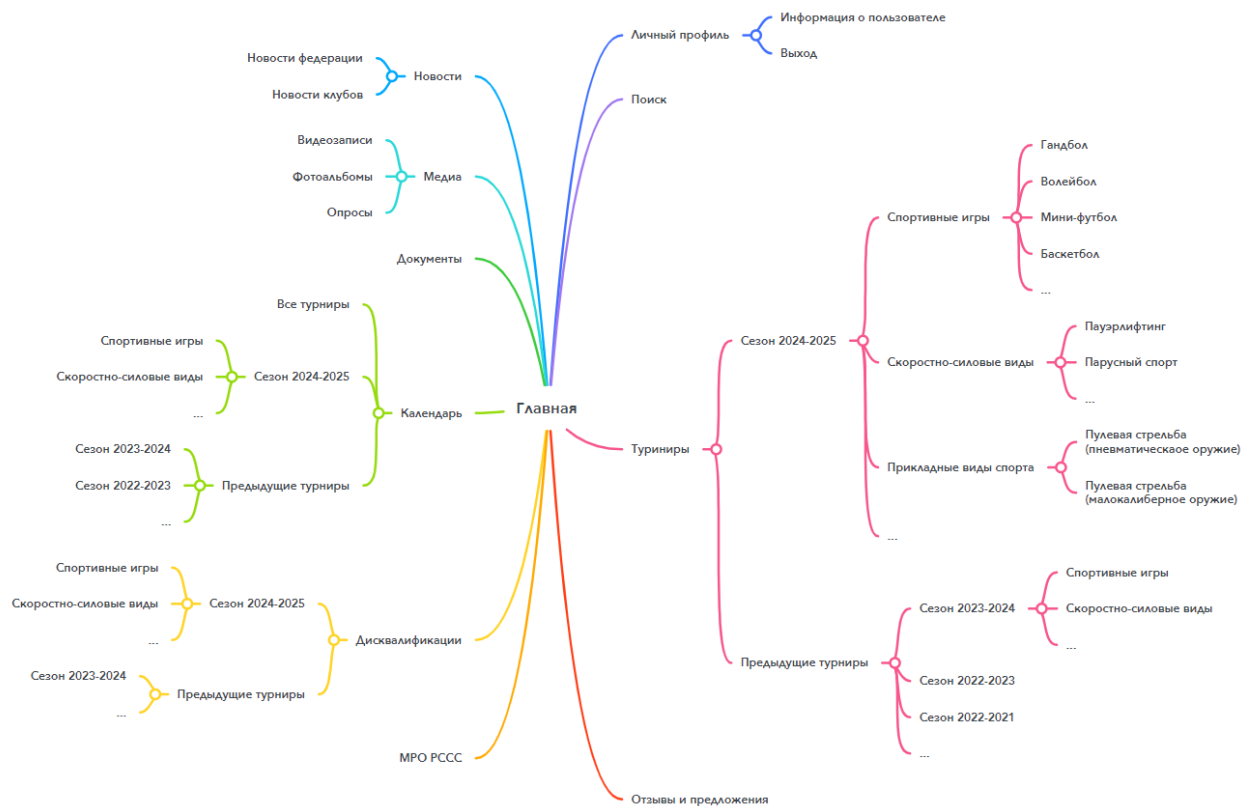 Главная
Личный профиль
Информация о пользователе
Выход
Поиск
Туриниры
Сезон 2024-2025
Спортивные игры
Гандбол
Волейбол
Мини-футбол
Баскетбол
...
Скоростно-силовые виды
Пауэрлифтинг
Парусный спорт
...
Прикладные виды спорта
Пулевая стрельба
(пневматическаое оружие)
Пулевая стрельба
(малокалиберное оружие)
...
Предыдущие турниры
Сезон 2023-2024
Спортивные игры
Скоростно-силовые виды
...
Сезон 2022-2023
Сезон 2022-2021
...
Отзывы и предложения
Новости
Новости федерации
Новости клубов
Медиа
Видеозаписи
Фотоальбомы
Опросы
Документы
Календарь
Все турниры
Сезон 2024-2025
Спортивные игры
Скоростно-силовые виды
...
Предыдущие турниры
Сезон 2023-2024
Сезон 2022-2023
...
Дисквалификации
Сезон 2024-2025
Спортивные игры
Скоростно-силовые виды
...
Предыдущие турниры
Сезон 2023-2024
...
МРО РССС